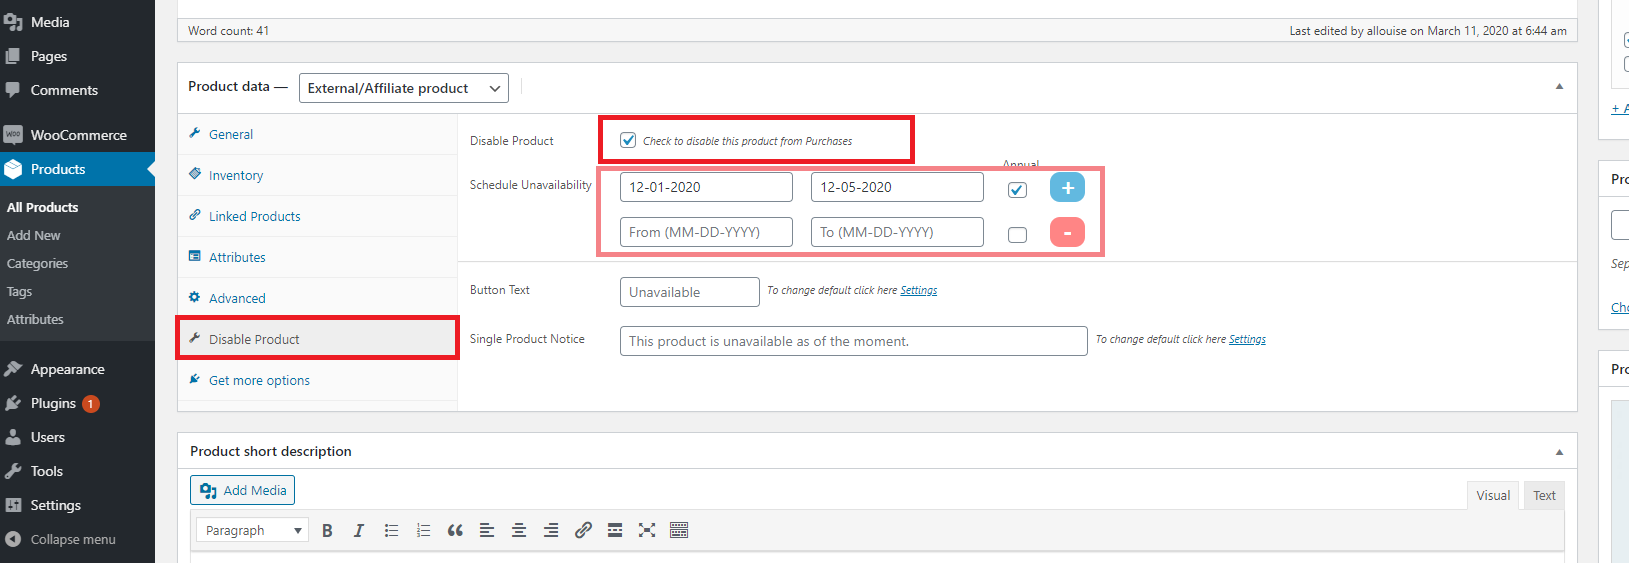 Media
Pages
Comments
WooCommerce
Products
All Products
Add New
Categories
Tags
Attributes
Appearance
Plugins 1
Users
Tools
Settings
Collapse menu
Word count: 41
Last edited by allouise on March 11, 2020 at 6:44 am
Product data — External/Affiliate product
General
Inventory
Linked Products
Attributes
Advanced
Disable Product
Get more options
Disable Product Check to disable this product from Purchases
Annual
Schedule Unavailability 12-01-2020 12-05-2020 +
From (MM-DD-YYYY) To (MM-DD-YYYY) -
Button Text Unavailable To change default click here Settings
Single Product Notice This product is unavailable as of the moment. To change default click here Settings
Product short description
Add Media
Visual Text
Paragraph B I
+ A
Pro
Sep
Cho
Pro